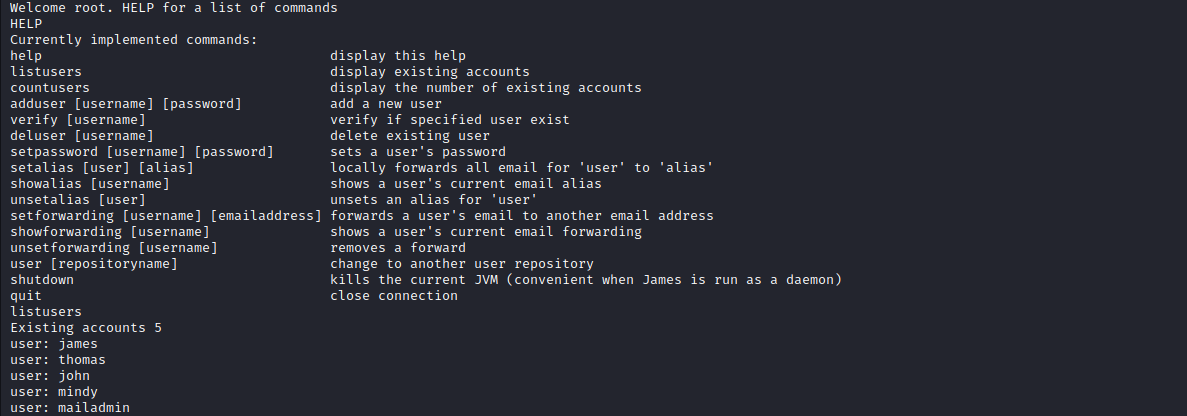 Welcome root. HELP for a list of commands
HELP
Currently implemented commands:
help                                    display this help
listusers                               display existing accounts
countusers                              display the number of existing accounts
adduser [username] [password]           add a new user
verify [username]                       verify if specified user exist
deluser [username]                      delete existing user
setpassword [username] [password]       sets a user's password
setalias [user] [alias]                 locally forwards all email for 'user' to 'alias'
showalias [username]                    shows a user's current email alias
unsetalias [user]                       unsets an alias for 'user'
setforwarding [username] [emailaddress] forwards a user's email to another email address
showforwarding [username]               shows a user's current email forwarding
unsetforwarding [username]              removes a forward
user [repositoryname]                   change to another user repository
shutdown                                kills the current JVM (convenient when James is run as a daemon)
quit                                    close connection
listusers
Existing accounts 5
user: james
user: thomas
user: john
user: mindy
user: mailadmin